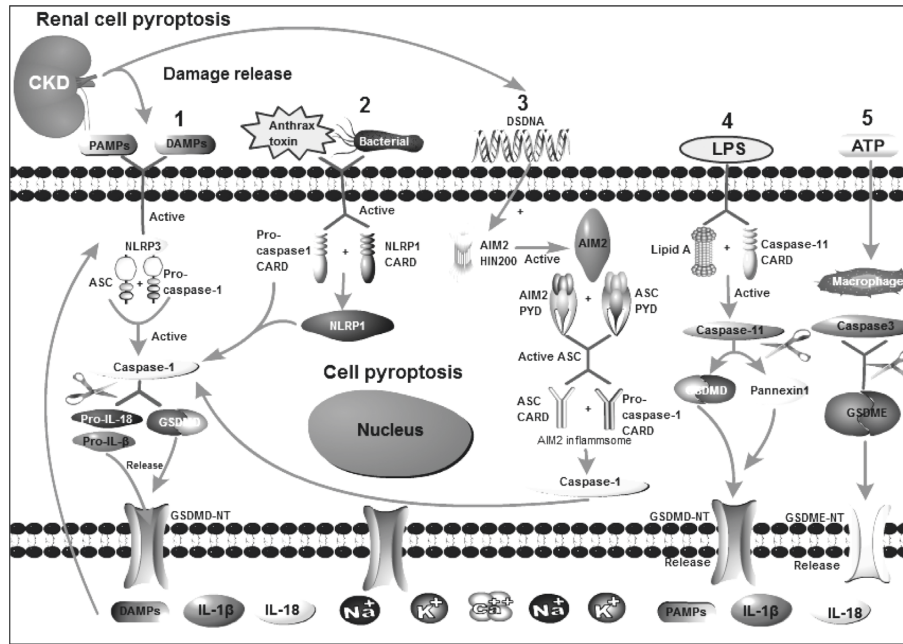 Renal cell pyroptosis
CKD
Damage release
1
2
3
4
5
PAMPs
DAMPs
Anthrax
toxin
Bacterial
DSDNA
LPS
ATP
Active
NLRP3
ASC
+
Pro-
caspase-1
Active
Caspase-1
Pro-IL-18
Pro-IL-β
GSDMD
Release
GSDMD-NT
Active
Pro-
caspase1
CARD
+
NLRP1
CARD
NLRP1
Cell pyroptosis
Nucleus
+
AIM2
HIN200
Active
AIM2
AIM2
PYD
+
ASC
PYD
Active ASC
ASC
CARD
+
Pro-
caspase-1
CARD
AIM2 inflammsome
Caspase-1
Lipid A
+
Caspase-11
CARD
Active
Caspase-11
GSDMD
Pannexin1
GSDMD-NT
Release
Macrophage
Caspase3
GSDME
GSDME-NT
Release
DAMPs
IL-1β
IL-18
Na+
K+
Ca++
Na+
K+
PAMPs
IL-1β
IL-18